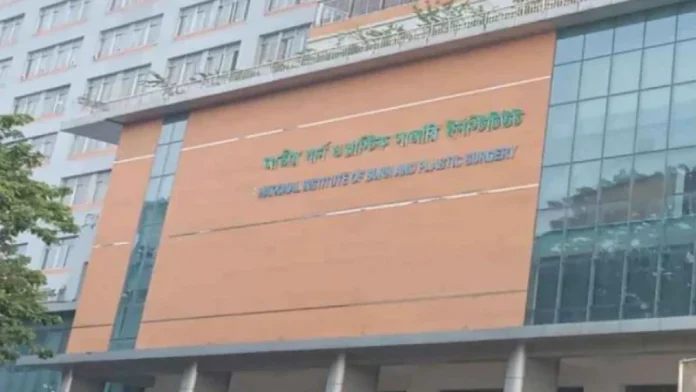 জাতীয় বার্ন ও প্লাস্টিক সার্জারি ইনস্টিটিউট
NATIONAL INSTITUTE OF BURN AND PLASTIC SURGERY